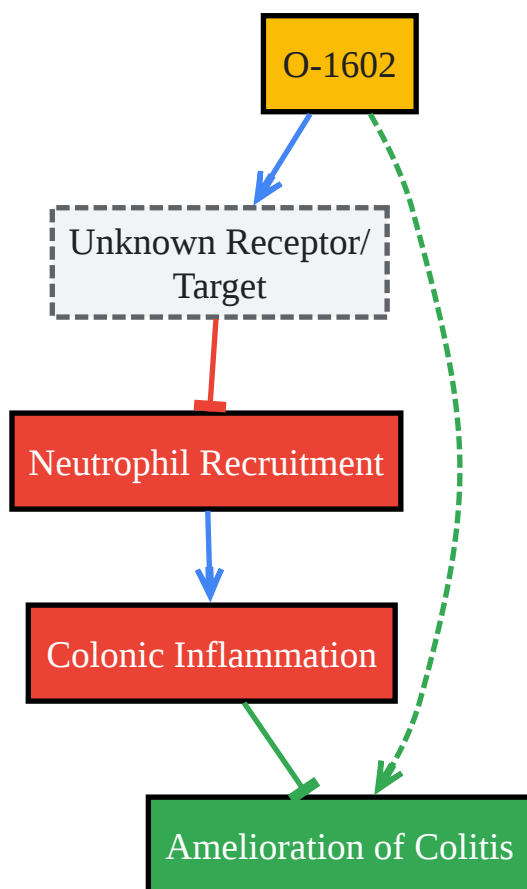 O-1602
Unknown Receptor/
Target
Neutrophil Recruitment
Colonic Inflammation
Amelioration of Colitis